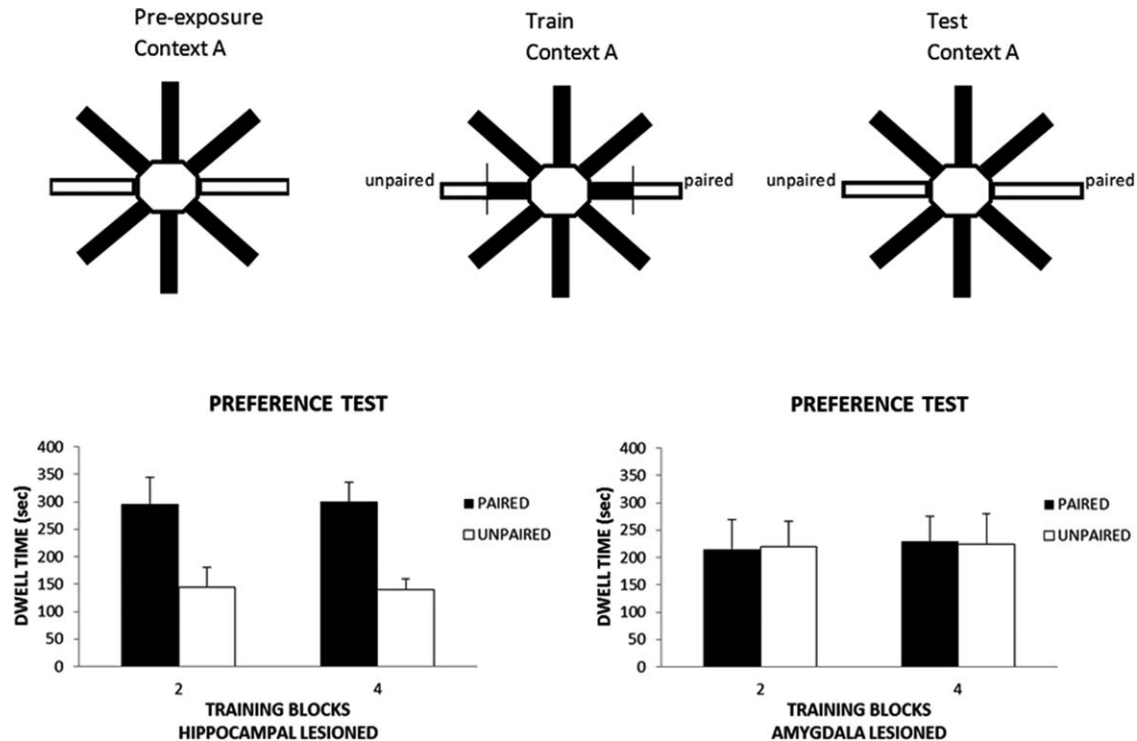 Pre-exposure
Context A
Train
Context A
Test
Context A
unpaired
paired
unpaired
paired
PREFERENCE TEST
DWELL TIME (sec)
400
350
300
250
200
150
100
50
0
PAIRED
UNPAIRED
2
4
TRAINING BLOCKS
HIPPOCAMPAL LESIONED
PREFERENCE TEST
DWELL TIME (sec)
400
350
300
250
200
150
100
50
0
PAIRED
UNPAIRED
2
4
TRAINING BLOCKS
AMYGDALA LESIONED